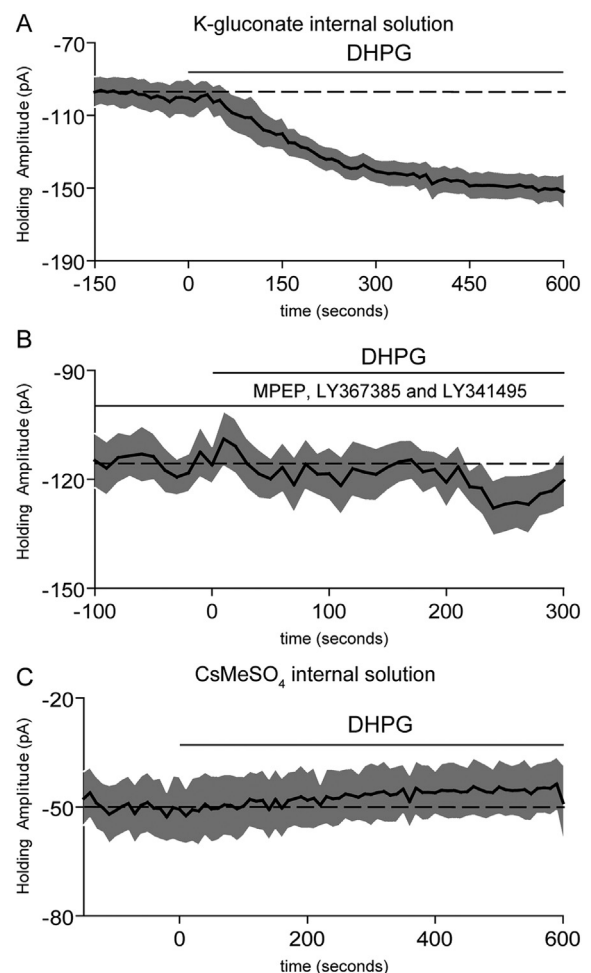 A
K-gluconate internal solution
DHPG
-70
-110
-150
-190
Holding Amplitude (pA)
-150 0 150 300 450 600
time (seconds)
B
DHPG
MPEP, LY367385 and LY341495
-90
-120
-150
Holding Amplitude (pA)
-100 0 100 200 300
time (seconds)
C
CsMeSO4 internal solution
DHPG
-20
-50
-80
Holding Amplitude (pA)
0 200 400 600
time (seconds)